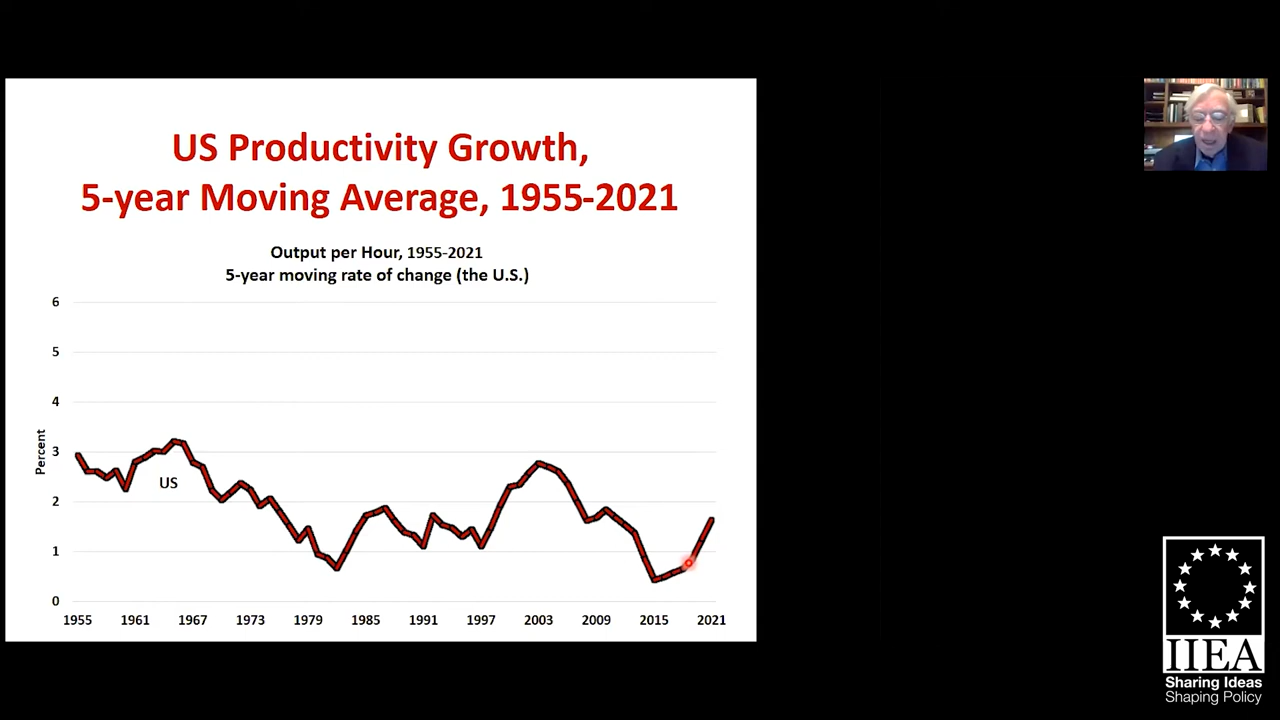 US Productivity Growth,
5-year Moving Average, 1955-2021
Output per Hour, 1955-2021
5-year moving rate of change (the U.S.)
6
5
4
3
2
1
0
Percent
US
1955 1961 1967 1973 1979 1985 1991 1997 2003 2009 2015 2021
IIEA
Sharing Ideas
Shaping Policy